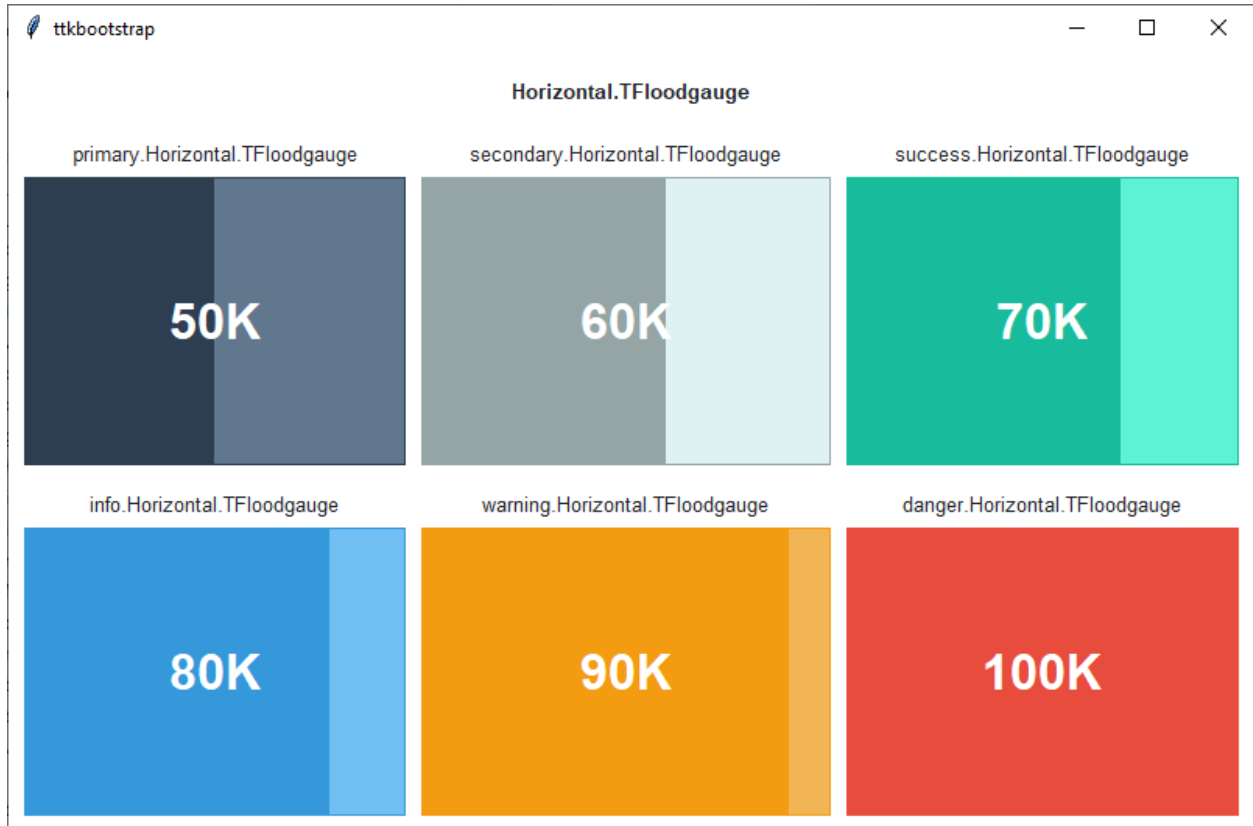 ttkbootstrap
Horizontal.TFloodgauge
primary.Horizontal.TFloodgauge secondary.Horizontal.TFloodgauge success.Horizontal.TFloodgauge
50K 60K 70K
info.Horizontal.TFloodgauge warning.Horizontal.TFloodgauge danger.Horizontal.TFloodgauge
80K 90K 100K